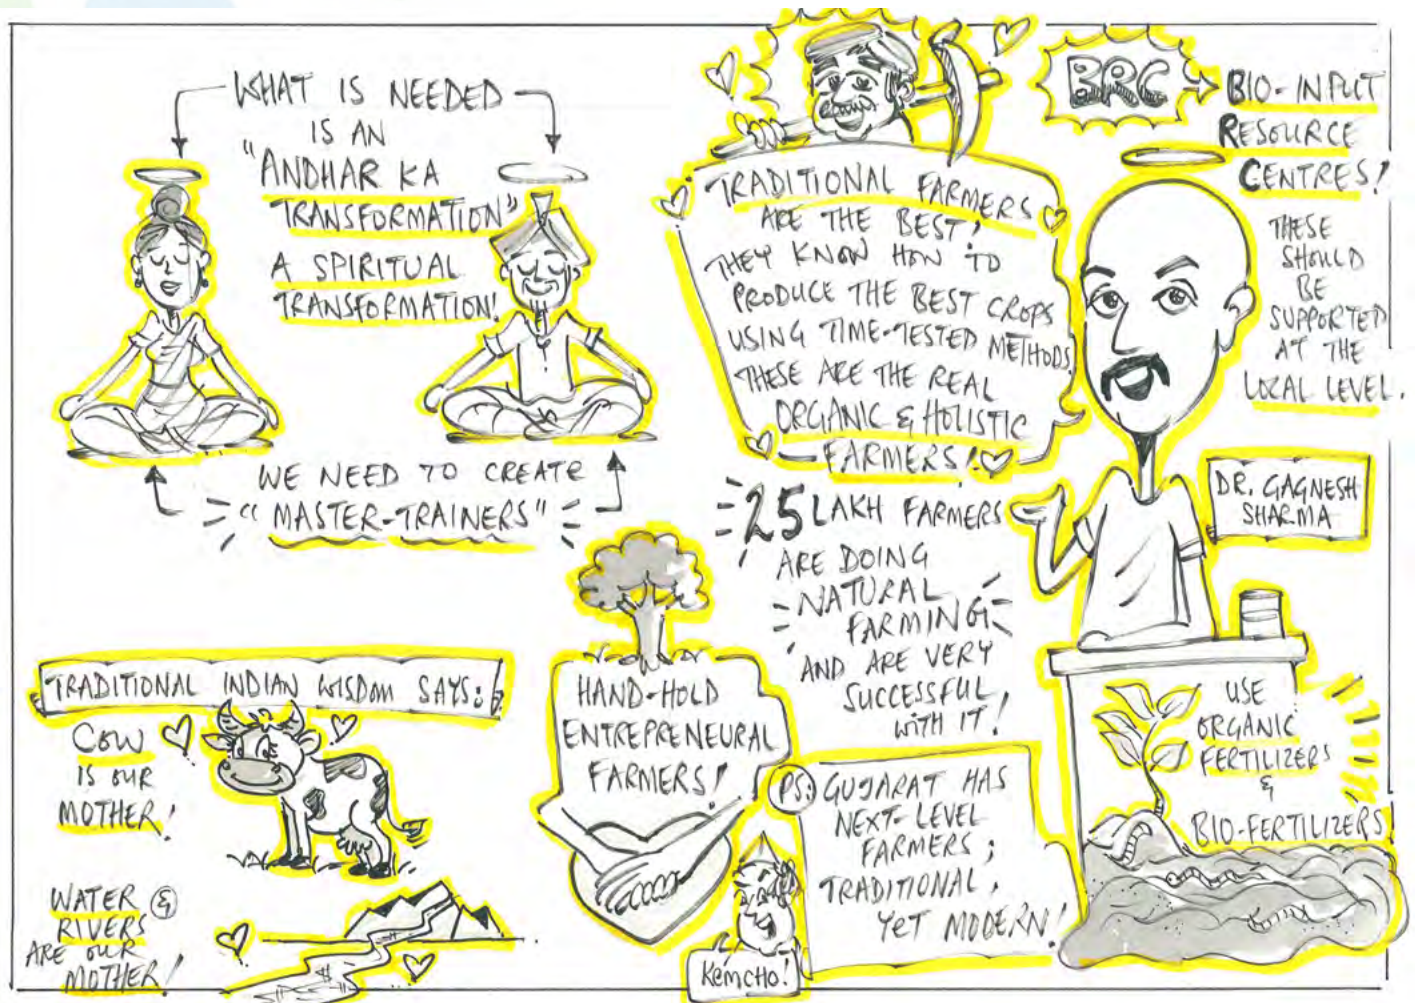 WHAT IS NEEDED
IS AN
"ANDHAR KA
TRANSFORMATION"
A SPIRITUAL
TRANSFORMATION!
WE NEED TO CREATE
"MASTER-TRAINERS"
TRADITIONAL FARMERS
ARE THE BEST!
THEY KNOW HOW TO
PRODUCE THE BEST CROPS
USING TIME-TESTED METHODS.
THESE ARE THE REAL
ORGANIC & HOLISTIC
FARMERS!
BRC
BIO-INPUT
RESOURCE
CENTRES!
THESE
SHOULD
BE
SUPPORTED
AT THE
LOCAL LEVEL.
DR. GAGNESH
SHARMA
25 LAKH FARMERS
ARE DOING
NATURAL
FARMING
AND ARE VERY
SUCCESSFUL
WITH IT!
TRADITIONAL INDIAN WISDOM SAYS:
COW
IS OUR
MOTHER!
WATER &
RIVERS
ARE OUR
MOTHER!
HAND-HOLD
ENTREPRENEURAL
FARMERS!
PS: GUJARAT HAS
NEXT-LEVEL
FARMERS;
TRADITIONAL,
YET MODERN!
KEMCHO!
USE
ORGANIC
FERTILIZERS
&
BIO-FERTILIZERS